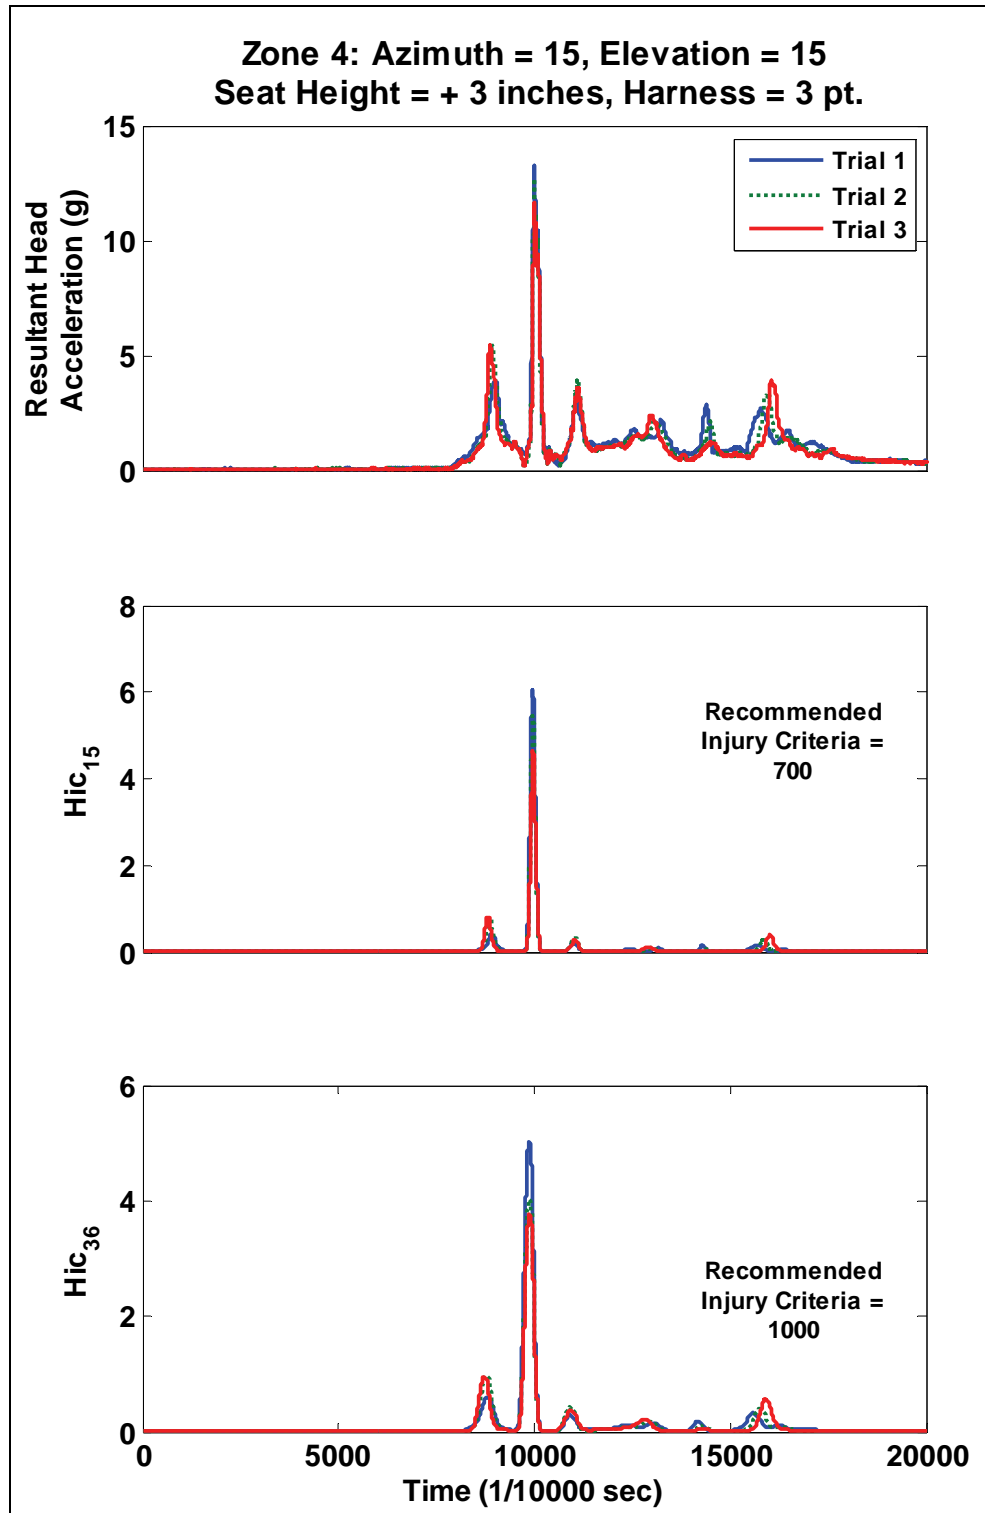 Zone 4: Azimuth = 15, Elevation = 15
Seat Height = + 3 inches, Harness = 3 pt.
Resultant Head
Acceleration (g)
15
10
5
0
Trial 1
Trial 2
Trial 3
Hic15
8
6
4
2
0
Recommended
Injury Criteria =
700
Hic36
6
4
2
0
Recommended
Injury Criteria =
1000
0 5000 10000 15000 20000
Time (1/10000 sec)